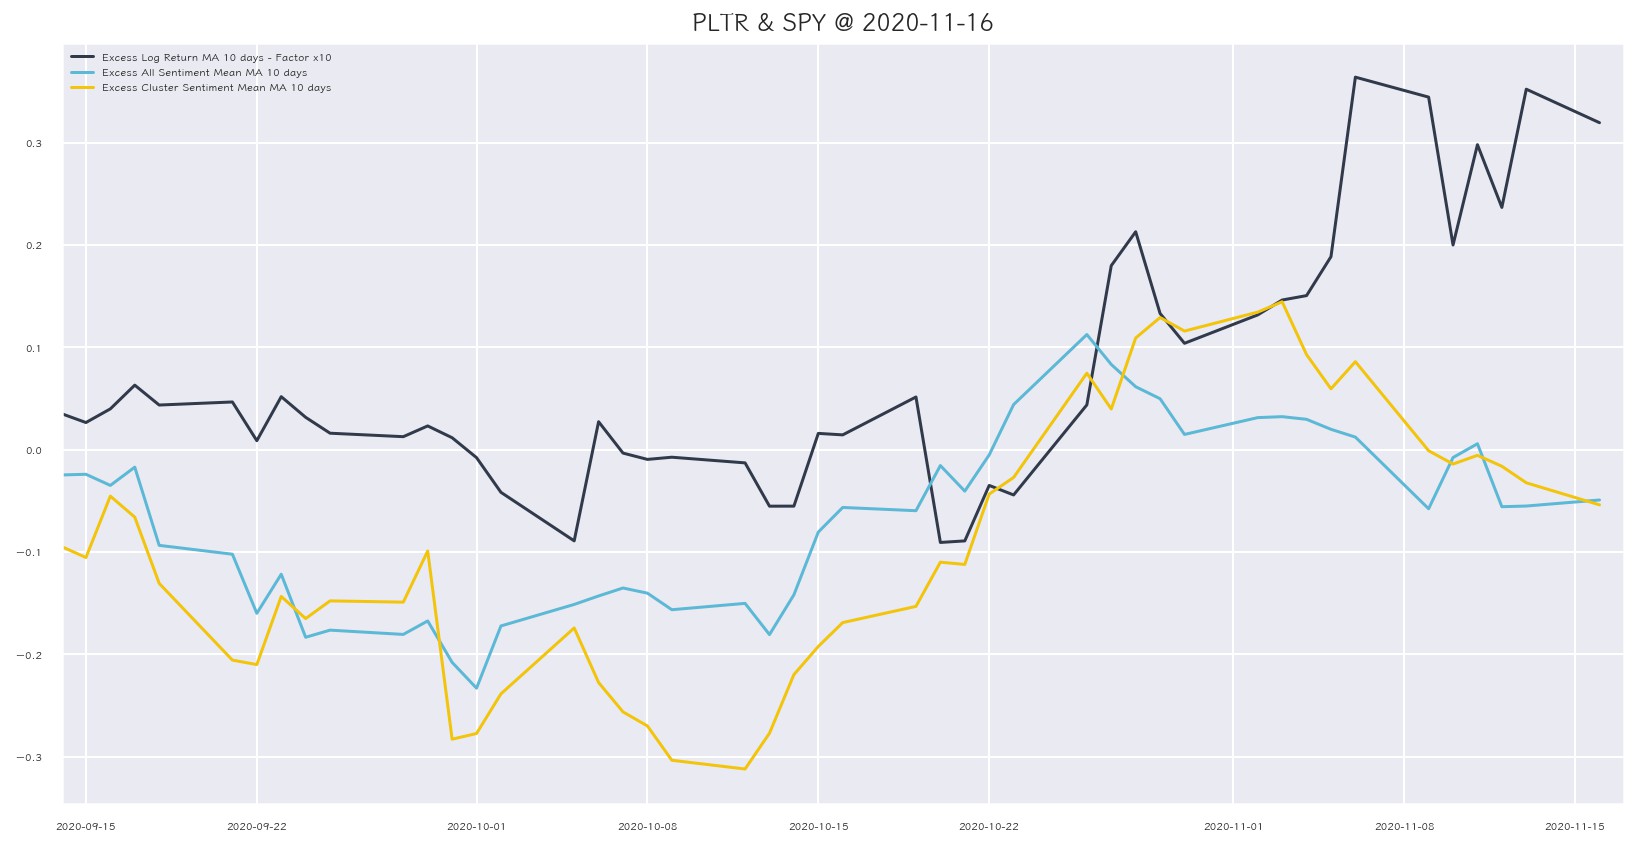 PLTR & SPY @ 2020-11-16
Excess Log Return MA 10 days - Factor x10
Excess All Sentiment Mean MA 10 days
Excess Cluster Sentiment Mean MA 10 days
0.3
0.2
0.1
0.0
−0.1
−0.2
−0.3
2020-09-15 2020-09-22 2020-10-01 2020-10-08 2020-10-15 2020-10-22 2020-11-01 2020-11-08 2020-11-15